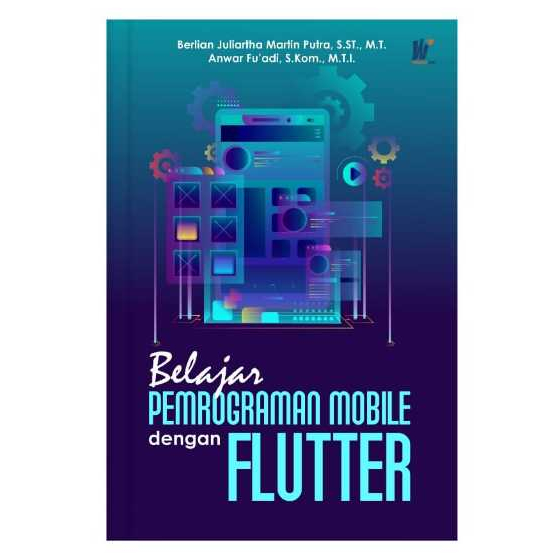 Berlian Juliartha Martin Putra, S.ST., M.T.
Anwar Fu'adi, S.Kom., M.T.I.
Belajar
PEMROGRAMAN MOBILE
dengan
FLUTTER